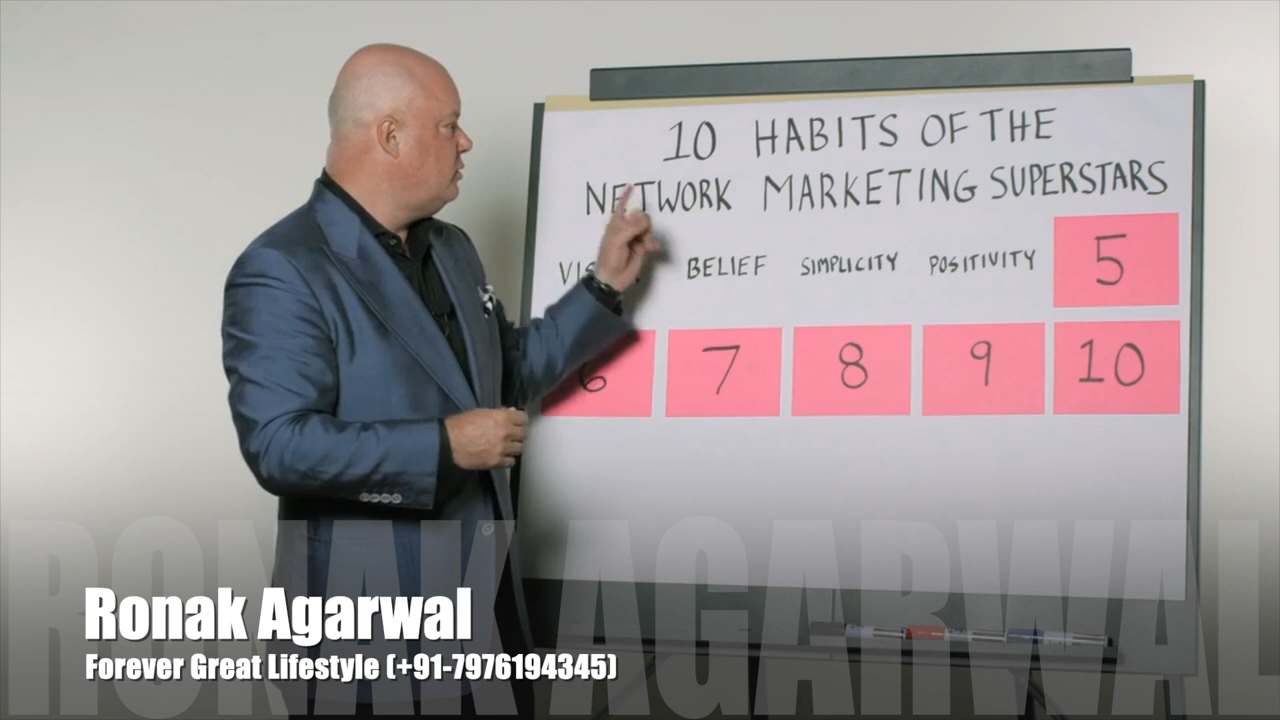 10 HABITS OF THE
NETWORK MARKETING SUPERSTARS
BELIEF SIMPLICITY POSITIVITY 5
6 7 8 9 10
RONAK AGARWAL
Ronak Agarwal
Forever Great Lifestyle (+91-7976194345)